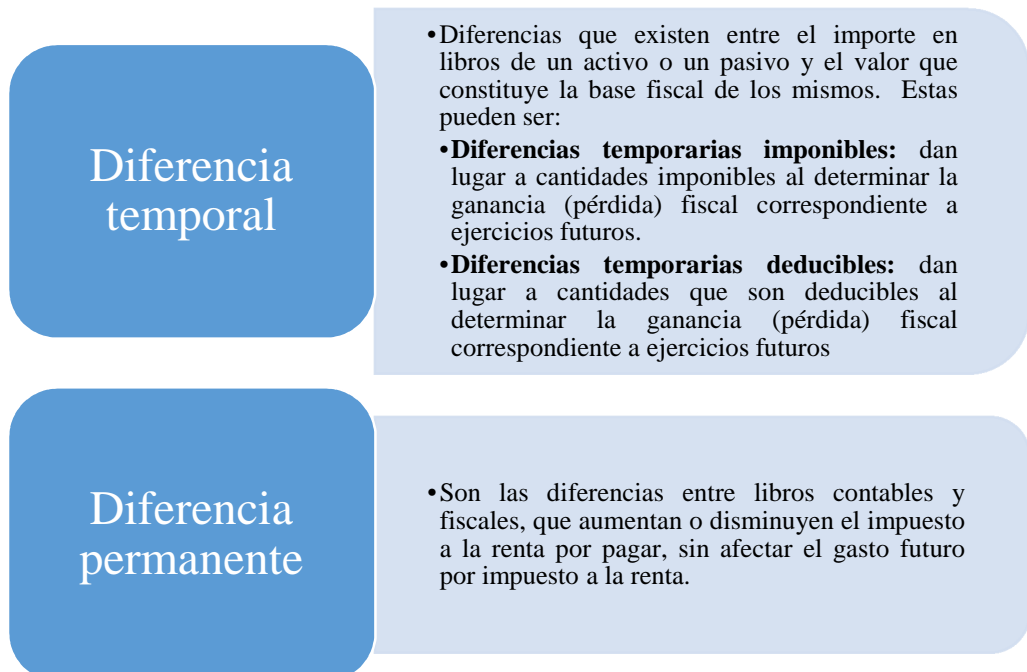 Diferencia
temporal
•Diferencias que existen entre el importe en
libros de un activo o un pasivo y el valor que
constituye la base fiscal de los mismos. Estas
pueden ser:
•Diferencias temporarias imponibles: dan
lugar a cantidades imponibles al determinar la
ganancia (pérdida) fiscal correspondiente a
ejercicios futuros.
•Diferencias temporarias deducibles: dan
lugar a cantidades que son deducibles al
determinar la ganancia (pérdida) fiscal
correspondiente a ejercicios futuros
Diferencia
permanente
•Son las diferencias entre libros contables y
fiscales, que aumentan o disminuyen el impuesto
a la renta por pagar, sin afectar el gasto futuro
por impuesto a la renta.